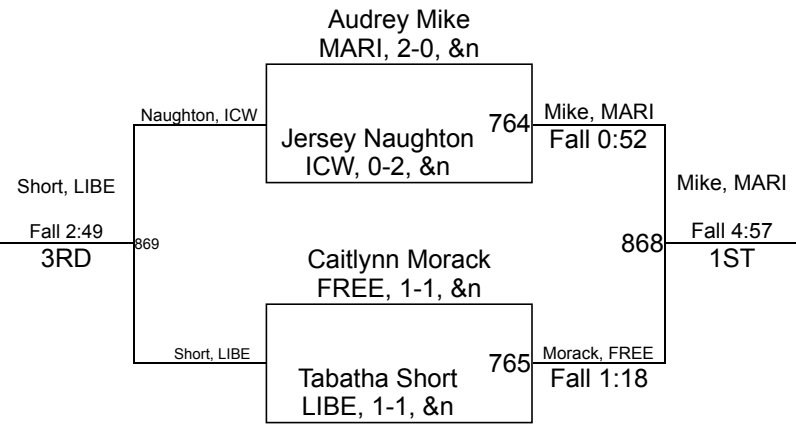 Audrey Mike
MARI, 2-0, &n
Naughton, ICW
764
Mike, MARI
Jersey Naughton
Fall 0:52
ICW, 0-2, &n
Short, LIBE
Mike, MARI
Fall 2:49
869
868
Fall 4:57
3RD
1ST
Caitlynn Morack
FREE, 1-1, &n
Short, LIBE
765
Morack, FREE
Tabatha Short
Fall 1:18
LIBE, 1-1, &n